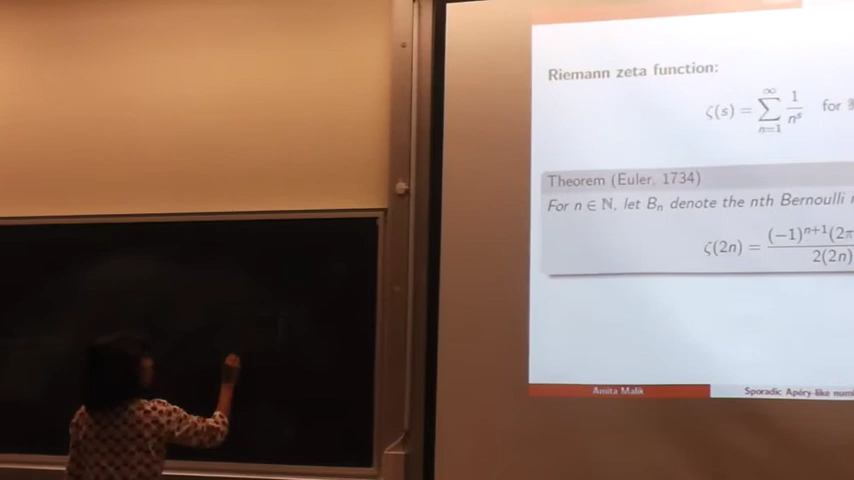 Riemann zeta function:
ζ(s) = ∑_{n=1}^{∞} 1/n^s for
Theorem (Euler, 1734)
For n ∈ ℕ, let B_n denote the nth Bernoulli
ζ(2n) = (-1)^{n+1}(2π / 2(2n)
Amita Malik
Sporadic Apéry-like